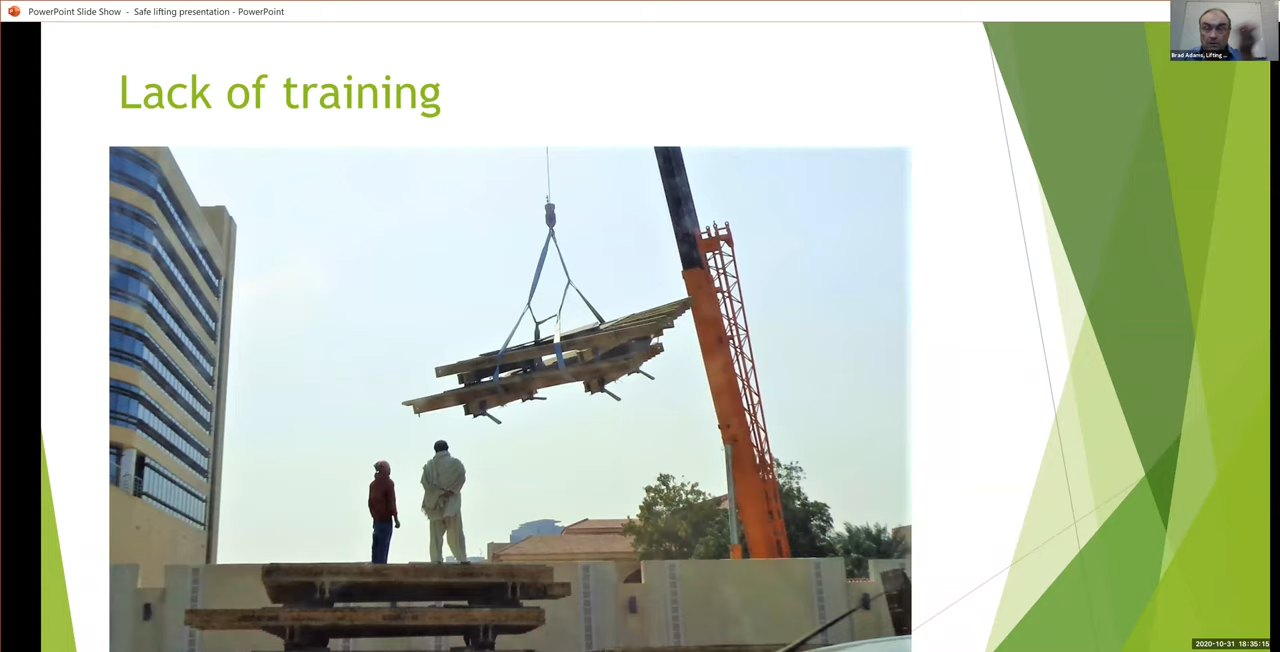 PowerPoint Slide Show - Safe lifting presentation - PowerPoint
Brad Adams, Lifting ...
Lack of training
2020-10-31 18:35:15